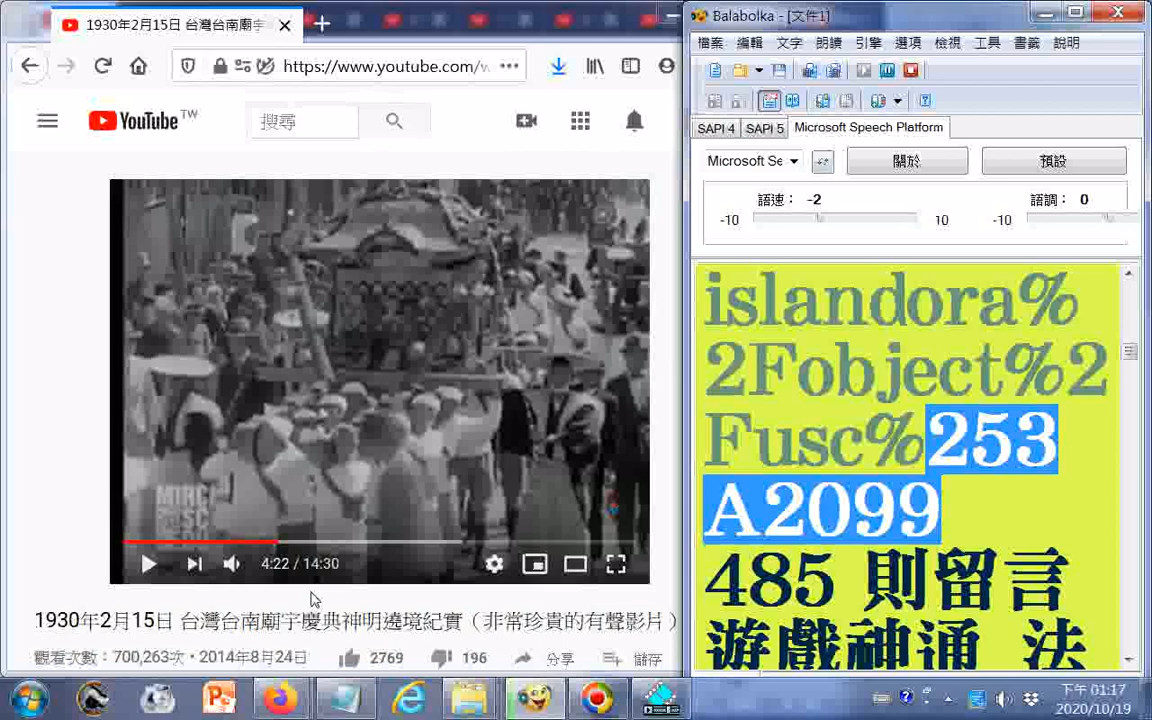 1930年2月15日 台灣台南廟宇
https://www.youtube.com/w
YouTube TW
搜尋
MTRC
USC
4:22 / 14:30
1930年2月15日 台灣台南廟宇慶典神明遶境紀實（非常珍貴的有聲影片）
觀看次數：700,263次・2014年8月24日
2769
196
分享
儲存
Balabolka - [文件1]
檔案 編輯 文字 朗讀 引擎 選項 檢視 工具 書籤 說明
SAPI 4 SAPI 5 Microsoft Speech Platform
Microsoft Se
關於
預設
語速： -2
語調： 0
-10
10
-10
islandora%
2Fobject%2
Fusc%253
A2099
485 則留言
遊戲神通 法
下午 01:17
2020/10/19